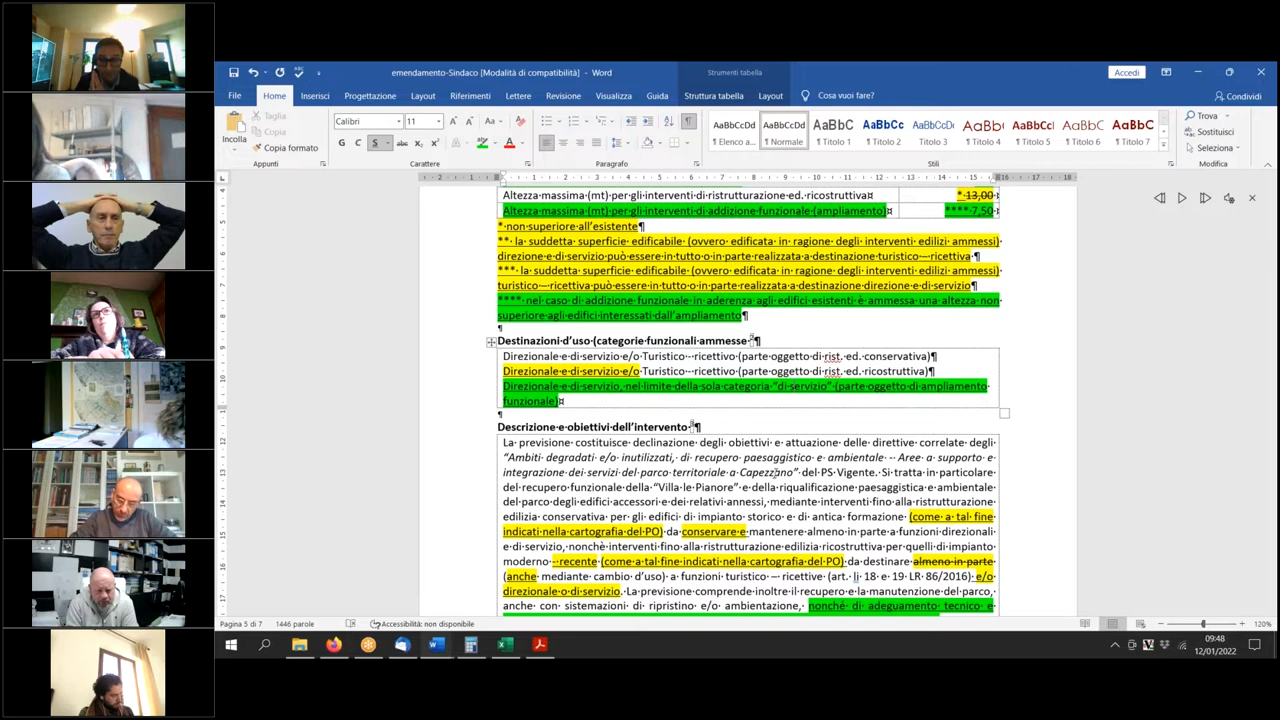 emendamento-Sindaco [Modalità di compatibilità] - Word
Strumenti tabella
Accedi
File Home Inserisci Progettazione Layout Riferimenti Lettere Revisione Visualizza Guida Struttura tabella Layout Cosa vuoi fare? Condividi
Incolla
Taglia
Copia
Copia formato
Calibri 11
G C S abc x₂ x²
AaBbCcDd AaBbCcDd AaBbC AaBbCc AaBbCcD AaBbC AaBbCc AaBbC AaBbC
¶ Elenco a... ¶ Normale ¶ Titolo 1 ¶ Titolo 2 ¶ Titolo 3 ¶ Titolo 4 ¶ Titolo 5 ¶ Titolo 6 ¶ Titolo 7
Trova
Sostituisci
Seleziona
Appunti Carattere Paragrafo Stili Modifica
Altezza massima (mt) per gli interventi di ristrutturazione ed. ricostruttiva¤ * 13,00
Altezza massima (mt) per gli interventi di addizione funzionale (ampliamento)¤ **** 7,50
* non superiore all'esistente¶
** la suddetta superficie edificabile (ovvero edificata in ragione degli interventi edilizi ammessi)
direzione e di servizio può essere in tutto o in parte realizzata a destinazione turistico – ricettiva ¶
*** la suddetta superficie edificabile (ovvero edificata in ragione degli interventi edilizi ammessi)
turistico – ricettiva può essere in tutto o in parte realizzata a destinazione direzione e di servizio¶
**** nel caso di addizione funzionale in aderenza agli edifici esistenti è ammessa una altezza non
superiore agli edifici interessati dall'ampliamento¶
¶
Destinazioni d'uso (categorie funzionali ammesse ¶
Direzionale e di servizio e/o Turistico - ricettivo (parte oggetto di rist. ed. conservativa)¶
Direzionale e di servizio e/o Turistico - ricettivo (parte oggetto di rist. ed. ricostruttiva)¶
Direzionale e di servizio, nel limite della sola categoria "di servizio" (parte oggetto di ampliamento
funzionale)¤
¶
Descrizione e obiettivi dell'intervento ¶
La previsione costituisce declinazione degli obiettivi e attuazione delle direttive correlate degli
"Ambiti degradati e/o inutilizzati, di recupero paesaggistico e ambientale - Aree a supporto e
integrazione dei servizi del parco territoriale a Capezzano" del PS Vigente. Si tratta in particolare
del recupero funzionale della "Villa le Pianore" e della riqualificazione paesaggistica e ambientale
del parco degli edifici accessori e dei relativi annessi, mediante interventi fino alla ristrutturazione
edilizia conservativa per gli edifici di impianto storico e di antica formazione (come a tal fine
indicati nella cartografia del PO) da conservare e mantenere almeno in parte a funzioni direzionali
e di servizio, nonchè interventi fino alla ristrutturazione edilizia ricostruttiva per quelli di impianto
moderno - recente (come a tal fine indicati nella cartografia del PO) da destinare almeno in parte
(anche mediante cambio d'uso) a funzioni turistico – ricettive (art. li 18 e 19 LR 86/2016) e/o
direzionale o di servizio. La previsione comprende inoltre il recupero e la manutenzione del parco,
anche con sistemazioni di ripristino e/o ambientazione, nonché di adeguamento tecnico e
Pagina 5 di 7 1446 parole Accessibilità: non disponibile 120%
09:48
12/01/2022